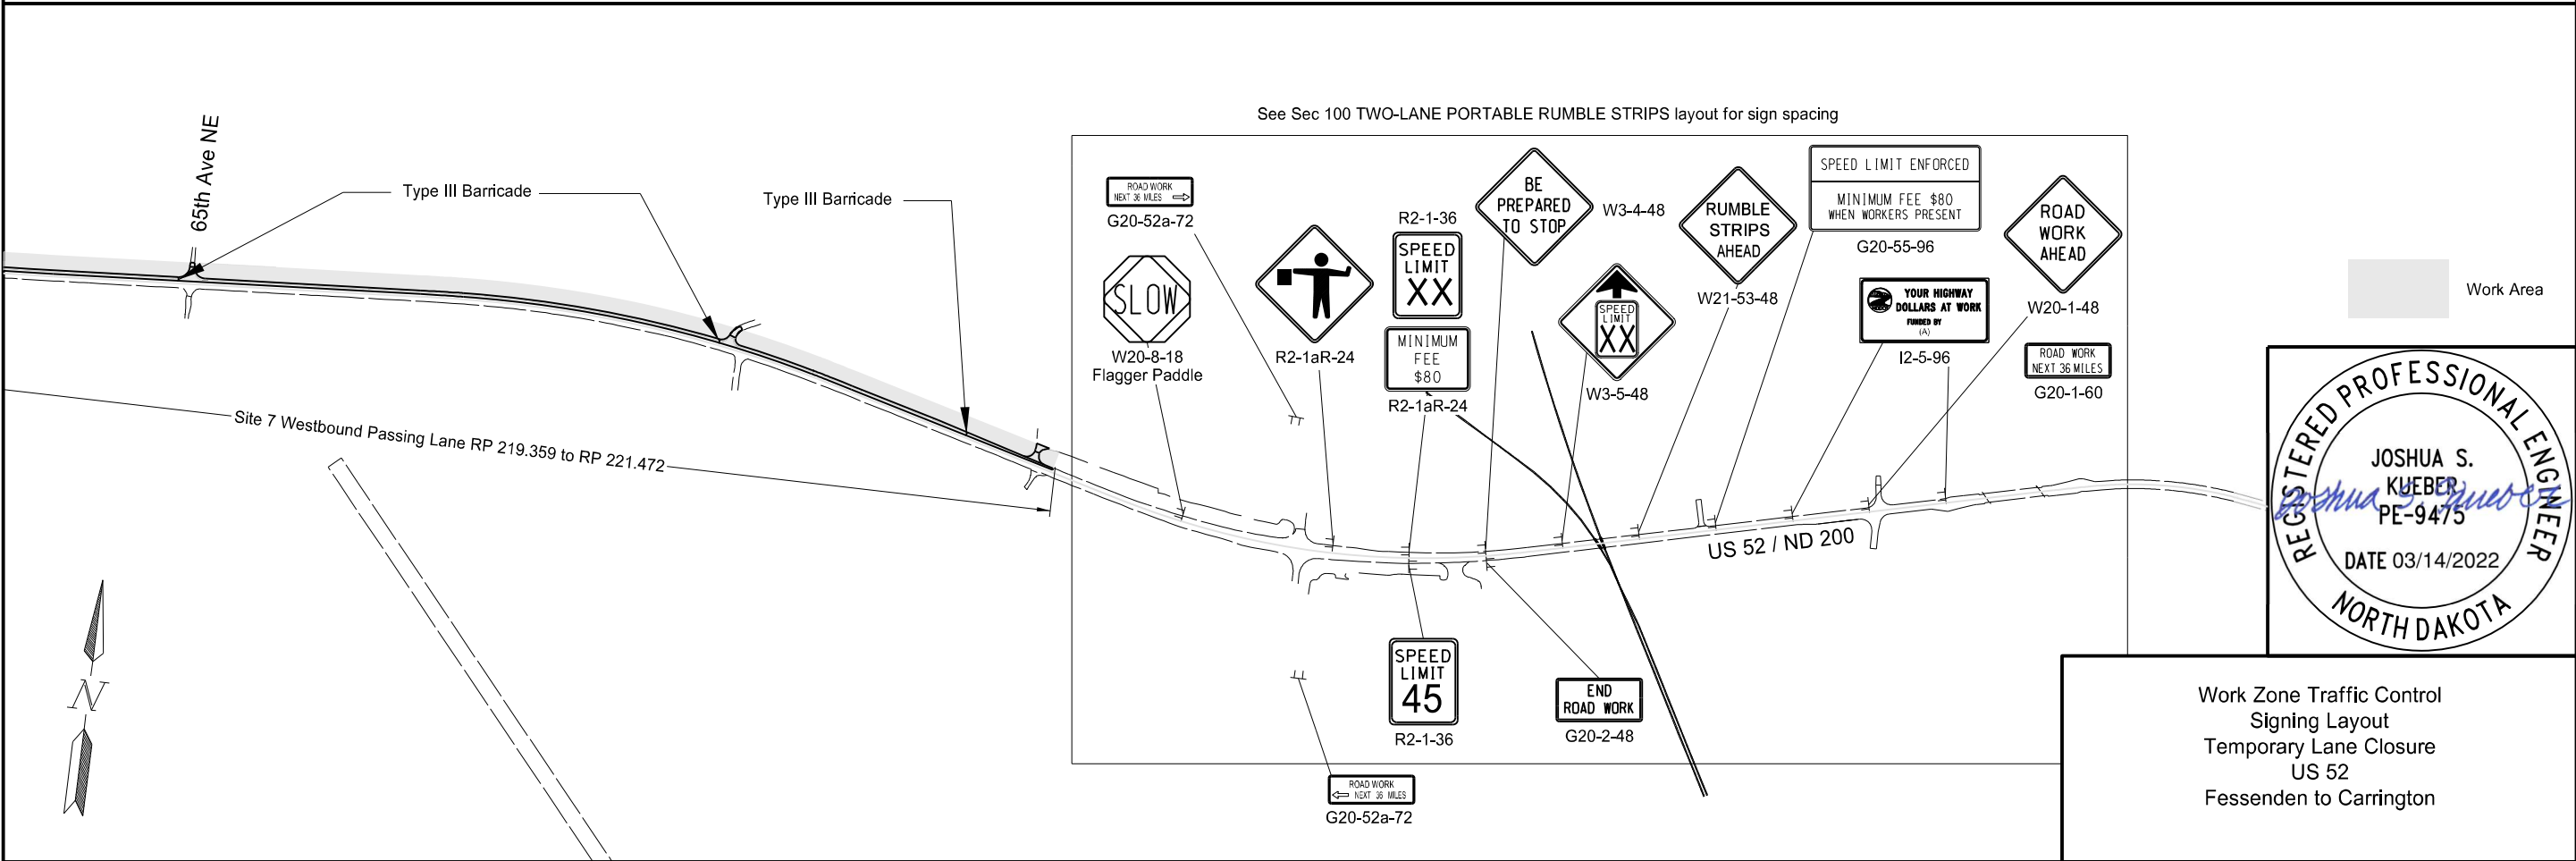 See Sec 100 TWO-LANE PORTABLE RUMBLE STRIPS layout for sign spacing
65th Ave NE
Type III Barricade
Type III Barricade
Site 7 Westbound Passing Lane RP 219.359 to RP 221.472
ROAD WORK
NEXT 36 MILES
G20-52a-72
SLOW
W20-8-18
Flagger Paddle
R2-1aR-24
R2-1-36
SPEED
LIMIT
XX
MINIMUM
FEE
$80
R2-1aR-24
BE
PREPARED
TO STOP
W3-4-48
SPEED
LIMIT
XX
W3-5-48
RUMBLE
STRIPS
AHEAD
W21-53-48
SPEED LIMIT ENFORCED
MINIMUM FEE $80
WHEN WORKERS PRESENT
G20-55-96
YOUR HIGHWAY
DOLLARS AT WORK
FUNDED BY
(A)
I2-5-96
ROAD
WORK
AHEAD
W20-1-48
ROAD WORK
NEXT 36 MILES
G20-1-60
US 52 / ND 200
SPEED
LIMIT
45
R2-1-36
END
ROAD WORK
G20-2-48
ROAD WORK
NEXT 36 MILES
G20-52a-72
N
Work Area
REGISTERED PROFESSIONAL ENGINEER
JOSHUA S.
KUEBER
PE-9475
DATE 03/14/2022
NORTH DAKOTA
Work Zone Traffic Control
Signing Layout
Temporary Lane Closure
US 52
Fessenden to Carrington